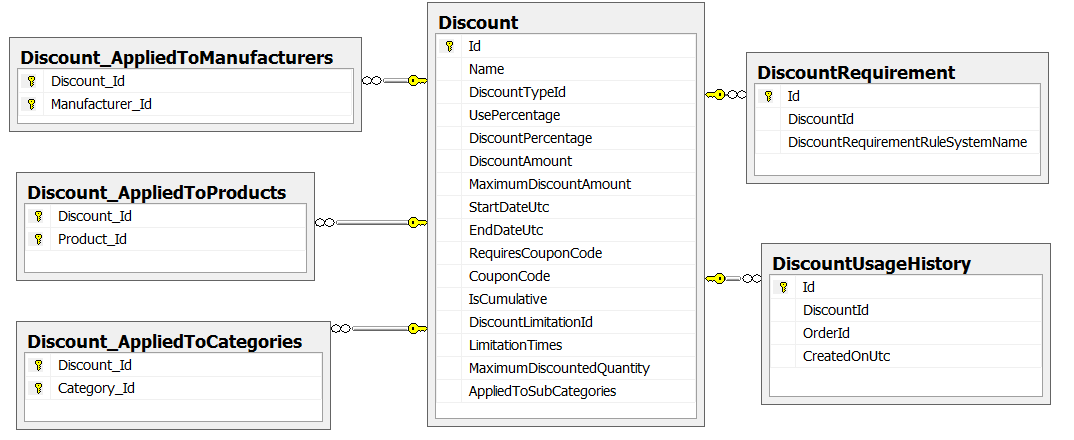 Discount_AppliedToManufacturers
Discount_Id
Manufacturer_Id
Discount_AppliedToProducts
Discount_Id
Product_Id
Discount_AppliedToCategories
Discount_Id
Category_Id
Discount
Id
Name
DiscountTypeId
UsePercentage
DiscountPercentage
DiscountAmount
MaximumDiscountAmount
StartDateUtc
EndDateUtc
RequiresCouponCode
CouponCode
IsCumulative
DiscountLimitationId
LimitationTimes
MaximumDiscountedQuantity
AppliedToSubCategories
DiscountRequirement
Id
DiscountId
DiscountRequirementRuleSystemName
DiscountUsageHistory
Id
DiscountId
OrderId
CreatedOnUtc